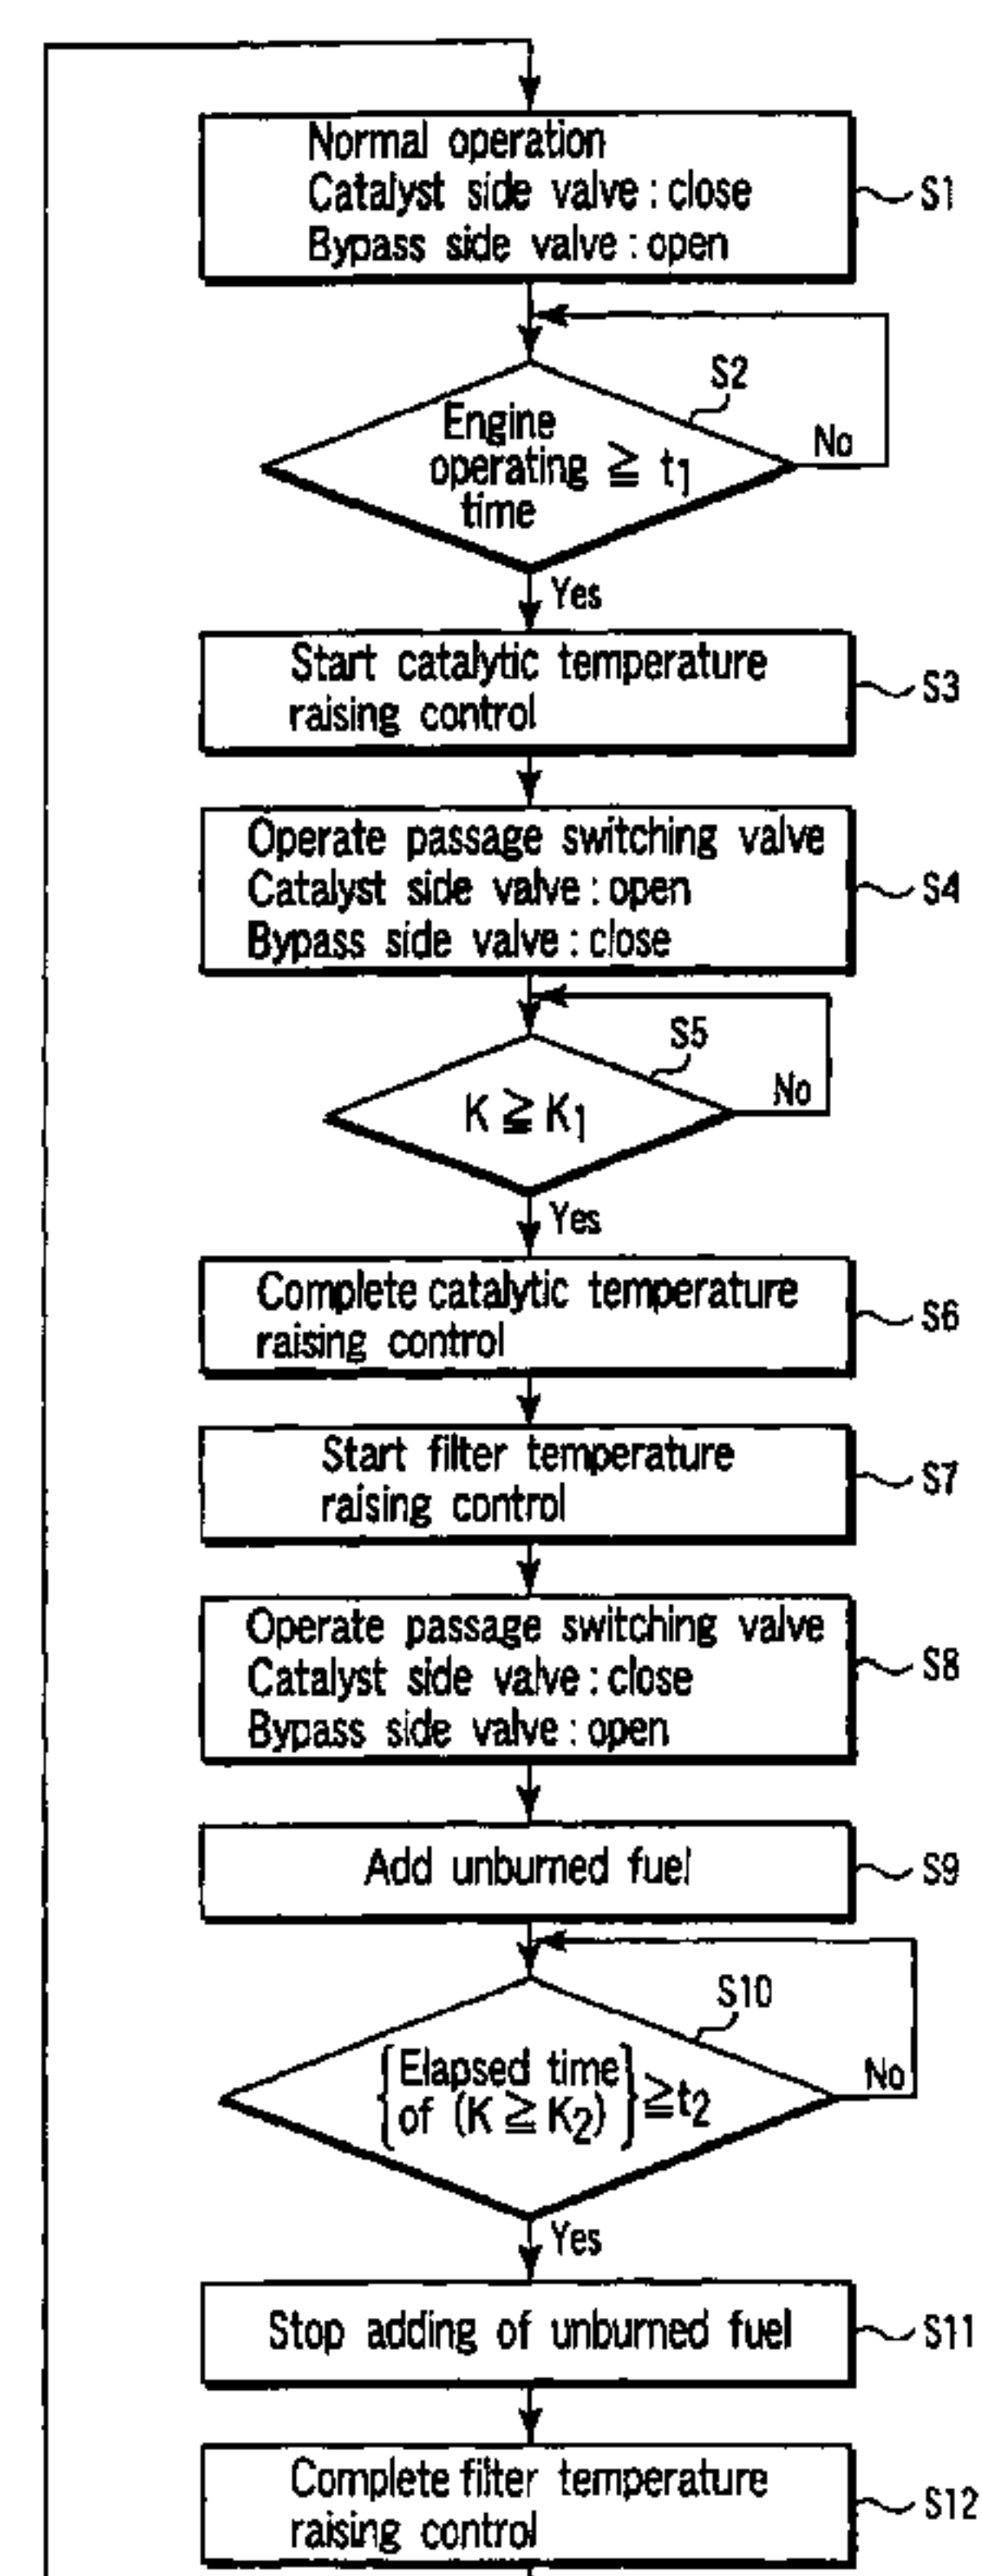 Normal operation
Catalyst side valve : close
Bypass side valve : open
S1
S2
Engine
operating ≧ t1
time
No
Yes
Start catalytic temperature
raising control
S3
Operate passage switching valve
Catalyst side valve : open
Bypass side valve : close
S4
S5
K ≧ K1
No
Yes
Complete catalytic temperature
raising control
S6
Start filter temperature
raising control
S7
Operate passage switching valve
Catalyst side valve : close
Bypass side valve : open
S8
Add unburned fuel
S9
S10
{Elapsed time
of (K ≧ K2)} ≧ t2
No
Yes
Stop adding of unburned fuel
S11
Complete filter temperature
raising control
S12